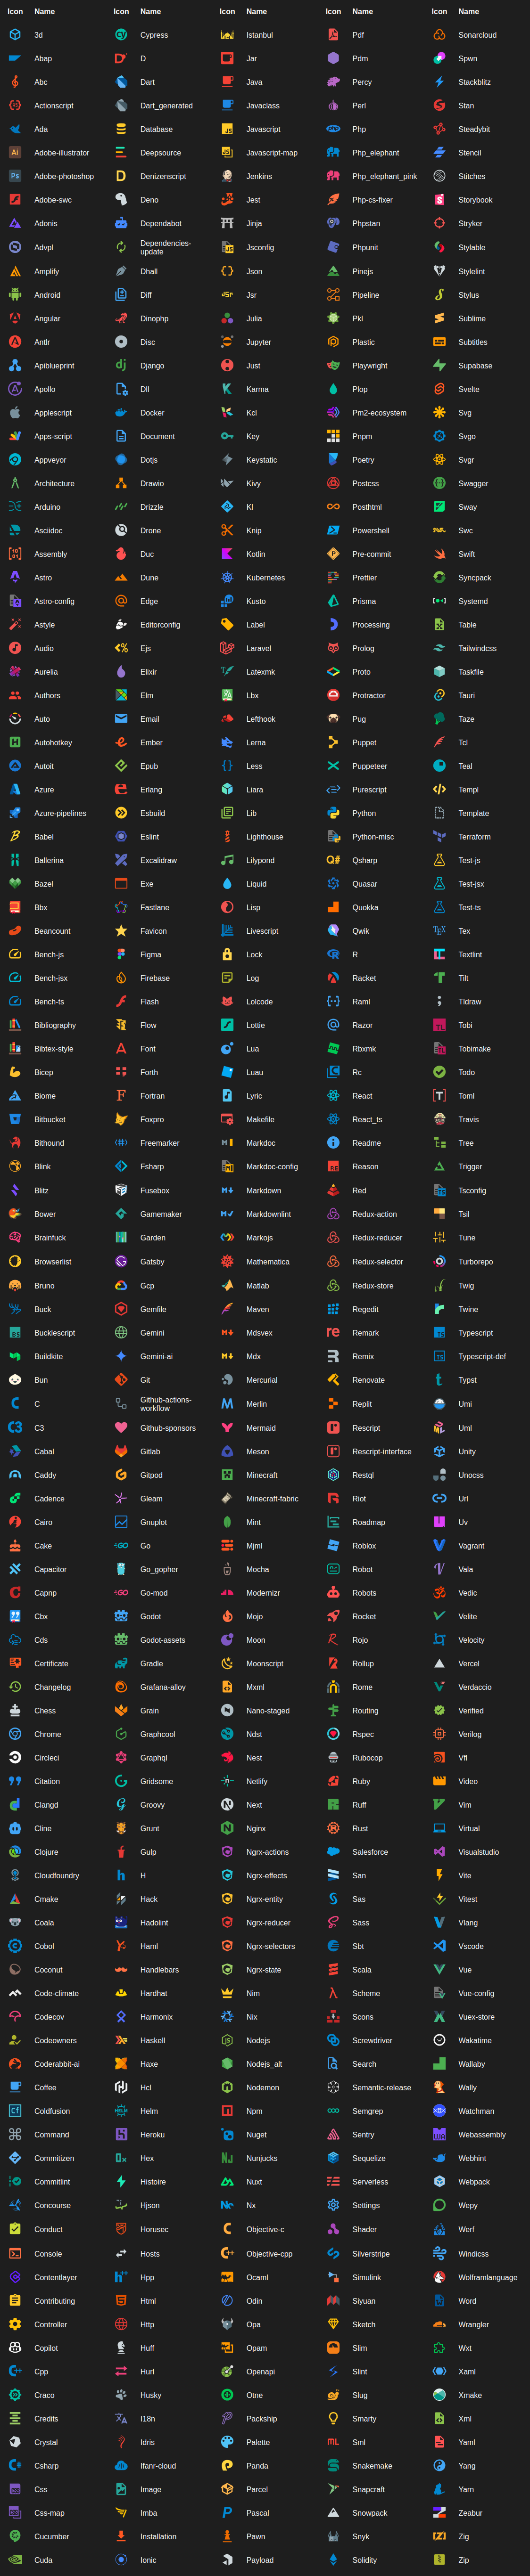 Icon Name
3d
Abap
Abc
Actionscript
Ada
Adobe-illustrator
Adobe-photoshop
Adobe-swc
Adonis
Advpl
Amplify
Android
Angular
Antlr
Apiblueprint
Apollo
Applescript
Apps-script
Appveyor
Architecture
Arduino
Asciidoc
Assembly
Astro
Astro-config
Astyle
Audio
Aurelia
Authors
Auto
Autohotkey
Autoit
Azure
Azure-pipelines
Babel
Ballerina
Bazel
Bbx
Beancount
Bench-js
Bench-jsx
Bench-ts
Bibliography
Bibtex-style
Bicep
Biome
Bitbucket
Bithound
Blink
Blitz
Bower
Brainfuck
Browserlist
Bruno
Buck
Bucklescript
Buildkite
Bun
C
C3
Cabal
Caddy
Cadence
Cairo
Cake
Capacitor
Capnp
Cbx
Cds
Certificate
Changelog
Chess
Chrome
Circleci
Citation
Clangd
Cline
Clojure
Cloudfoundry
Cmake
Coala
Cobol
Coconut
Code-climate
Codecov
Codeowners
Coderabbit-ai
Coffee
Coldfusion
Command
Commitizen
Commitlint
Concourse
Conduct
Console
Contentlayer
Contributing
Controller
Copilot
Cpp
Craco
Credits
Crystal
Csharp
Css
Css-map
Cucumber
Cuda
Icon Name
Cypress
D
Dart
Dart_generated
Database
Deepsource
Denizenscript
Deno
Dependabot
Dependencies-
update
Dhall
Diff
Dinophp
Disc
Django
Dll
Docker
Document
Dotjs
Drawio
Drizzle
Drone
Duc
Dune
Edge
Editorconfig
Ejs
Elixir
Elm
Email
Ember
Epub
Erlang
Esbuild
Eslint
Excalidraw
Exe
Fastlane
Favicon
Figma
Firebase
Flash
Flow
Font
Forth
Fortran
Foxpro
Freemarker
Fsharp
Fusebox
Gamemaker
Garden
Gatsby
Gcp
Gemfile
Gemini
Gemini-ai
Git
Github-actions-
workflow
Github-sponsors
Gitlab
Gitpod
Gleam
Gnuplot
Go
Go_gopher
Go-mod
Godot
Godot-assets
Gradle
Grafana-alloy
Grain
Graphcool
Graphql
Gridsome
Groovy
Grunt
Gulp
H
Hack
Hadolint
Haml
Handlebars
Hardhat
Harmonix
Haskell
Haxe
Hcl
Helm
Heroku
Hex
Histoire
Hjson
Horusec
Hosts
Hpp
Html
Http
Huff
Hurl
Husky
I18n
Idris
Ifanr-cloud
Image
Imba
Installation
Ionic
Icon Name
Istanbul
Jar
Java
Javaclass
Javascript
Javascript-map
Jenkins
Jest
Jinja
Jsconfig
Json
Jsr
Julia
Jupyter
Just
Karma
Kcl
Key
Keystatic
Kivy
Kl
Knip
Kotlin
Kubernetes
Kusto
Label
Laravel
Latexmk
Lbx
Lefthook
Lerna
Less
Liara
Lib
Lighthouse
Lilypond
Liquid
Lisp
Livescript
Lock
Log
Lolcode
Lottie
Lua
Luau
Lyric
Makefile
Markdoc
Markdoc-config
Markdown
Markdownlint
Markojs
Mathematica
Matlab
Maven
Mdsvex
Mdx
Mercurial
Merlin
Mermaid
Meson
Minecraft
Minecraft-fabric
Mint
Mjml
Mocha
Modernizr
Mojo
Moon
Moonscript
Mxml
Nano-staged
Ndst
Nest
Netlify
Next
Nginx
Ngrx-actions
Ngrx-effects
Ngrx-entity
Ngrx-reducer
Ngrx-selectors
Ngrx-state
Nim
Nix
Nodejs
Nodejs_alt
Nodemon
Npm
Nuget
Nunjucks
Nuxt
Nx
Objective-c
Objective-cpp
Ocaml
Odin
Opa
Opam
Openapi
Otne
Packship
Palette
Panda
Parcel
Pascal
Pawn
Payload
Icon Name
Pdf
Pdm
Percy
Perl
Php
Php_elephant
Php_elephant_pink
Php-cs-fixer
Phpstan
Phpunit
Pinejs
Pipeline
Pkl
Plastic
Playwright
Plop
Pm2-ecosystem
Pnpm
Poetry
Postcss
Posthtml
Powershell
Pre-commit
Prettier
Prisma
Processing
Prolog
Proto
Protractor
Pug
Puppet
Puppeteer
Purescript
Python
Python-misc
Qsharp
Quasar
Quokka
Qwik
R
Racket
Raml
Razor
Rbxmk
Rc
React
React_ts
Readme
Reason
Red
Redux-action
Redux-reducer
Redux-selector
Redux-store
Regedit
Remark
Remix
Renovate
Replit
Rescript
Rescript-interface
Restql
Riot
Roadmap
Roblox
Robot
Robots
Rocket
Rojo
Rollup
Rome
Routing
Rspec
Rubocop
Ruby
Ruff
Rust
Salesforce
San
Sas
Sass
Sbt
Scala
Scheme
Scons
Screwdriver
Search
Semantic-release
Semgrep
Sentry
Sequelize
Serverless
Settings
Shader
Silverstripe
Simulink
Siyuan
Sketch
Slim
Slint
Slug
Smarty
Sml
Snakemake
Snapcraft
Snowpack
Snyk
Solidity
Icon Name
Sonarcloud
Spwn
Stackblitz
Stan
Steadybit
Stencil
Stitches
Storybook
Stryker
Stylable
Stylelint
Stylus
Sublime
Subtitles
Supabase
Svelte
Svg
Svgo
Svgr
Swagger
Sway
Swc
Swift
Syncpack
Systemd
Table
Tailwindcss
Taskfile
Tauri
Taze
Tcl
Teal
Templ
Template
Terraform
Test-js
Test-jsx
Test-ts
Tex
Textlint
Tilt
Tldraw
Tobi
Tobimake
Todo
Toml
Travis
Tree
Trigger
Tsconfig
Tsil
Tune
Turborepo
Twig
Twine
Typescript
Typescript-def
Typst
Umi
Uml
Unity
Unocss
Url
Uv
Vagrant
Vala
Vedic
Velite
Velocity
Vercel
Verdaccio
Verified
Verilog
Vfl
Video
Vim
Virtual
Visualstudio
Vite
Vitest
Vlang
Vscode
Vue
Vue-config
Vuex-store
Wakatime
Wallaby
Wally
Watchman
Webassembly
Webhint
Webpack
Wepy
Werf
Windicss
Wolframlanguage
Word
Wrangler
Wxt
Xaml
Xmake
Xml
Yaml
Yang
Yarn
Zeabur
Zig
Zip